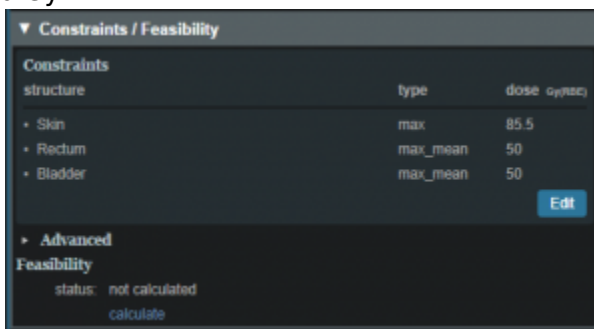 ▼ Constraints / Feasibility
Constraints
structure type dose Gy(RBE)
• Skin max 85.5
• Rectum max_mean 50
• Bladder max_mean 50
Edit
▸ Advanced
Feasibility
status: not calculated
calculate